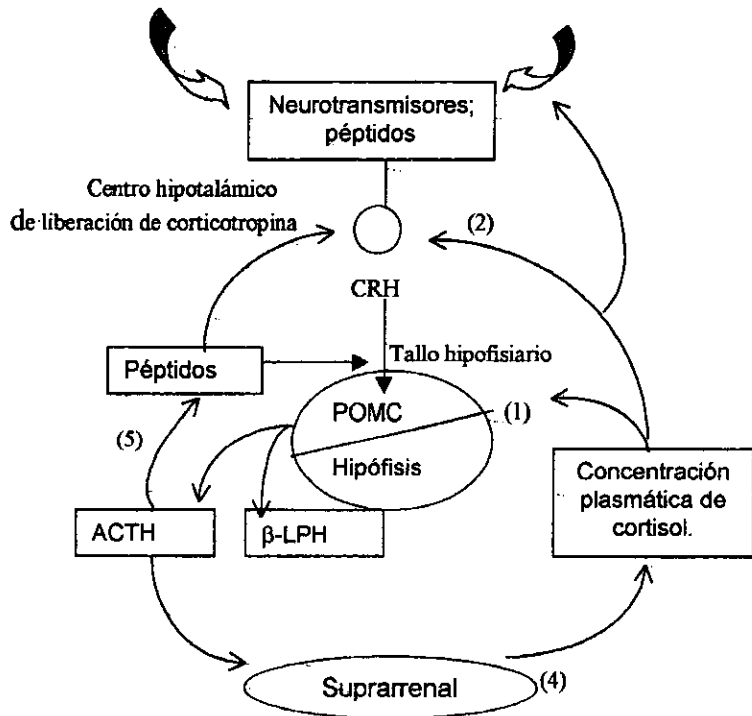 Neurotransmisores;
péptidos
Centro hipotalámico
de liberación de corticotropina
(2)
CRH
Tallo hipofisiario
Péptidos
POMC
(1)
(5)
Hipófisis
Concentración
plasmática de
cortisol.
ACTH
β-LPH
Suprarrenal
(4)